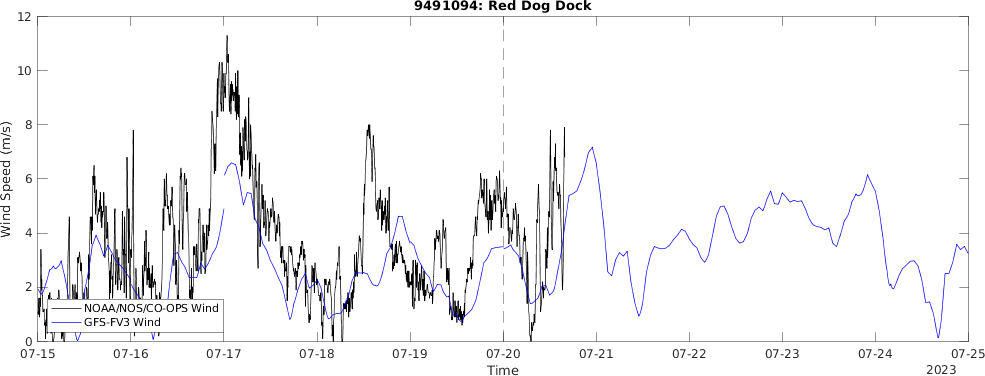 9491094: Red Dog Dock
12
10
8
6
4
2
0
Wind Speed (m/s)
NOAA/NOS/CO-OPS Wind
GFS-FV3 Wind
07-15 07-16 07-17 07-18 07-19 07-20 07-21 07-22 07-23 07-24 07-25
Time
2023